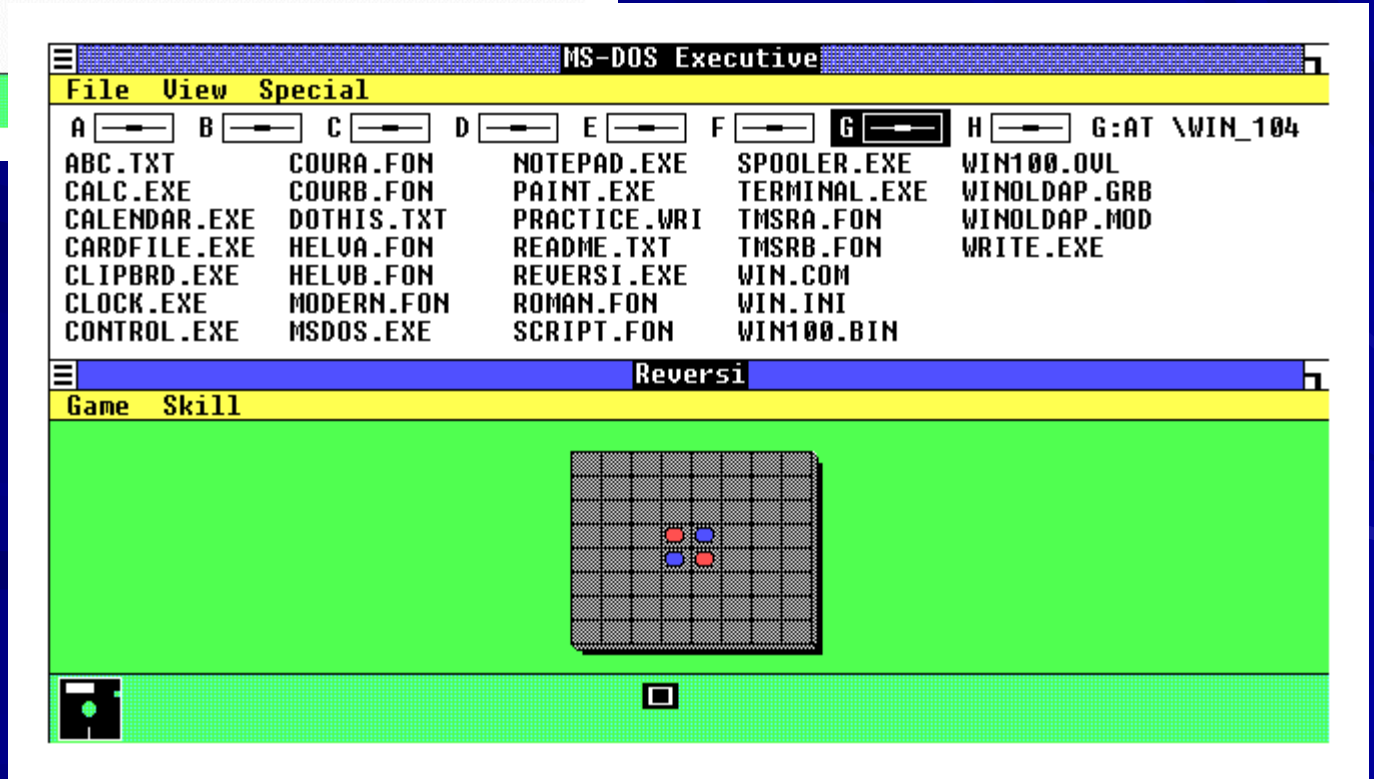 MS-DOS Executive
File View Special
A B C D E F G H G:AT \WIN_104
ABC.TXT COURA.FON NOTEPAD.EXE SPOOLER.EXE WIN100.OVL
CALC.EXE COURB.FON PAINT.EXE TERMINAL.EXE WINOLDAP.GRB
CALENDAR.EXE DOTHIS.TXT PRACTICE.WRI TMSRA.FON WINOLDAP.MOD
CARDFILE.EXE HELVA.FON README.TXT TMSRB.FON WRITE.EXE
CLIPBRD.EXE HELVB.FON REVERSI.EXE WIN.COM
CLOCK.EXE MODERN.FON ROMAN.FON WIN.INI
CONTROL.EXE MSDOS.EXE SCRIPT.FON WIN100.BIN
Reversi
Game Skill